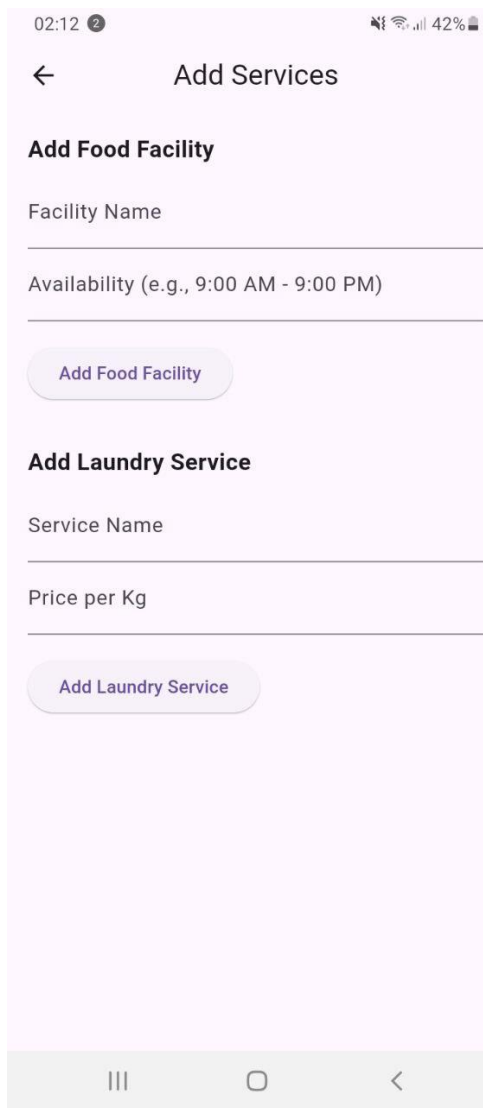 02:12 2 42%
Add Services
Add Food Facility
Facility Name
Availability (e.g., 9:00 AM - 9:00 PM)
Add Food Facility
Add Laundry Service
Service Name
Price per Kg
Add Laundry Service